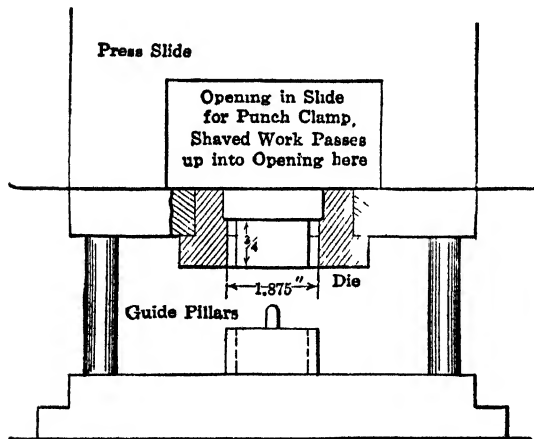 Press Slide
Opening in Slide
for Punch Clamp,
Shaved Work Passes
up into Opening here
3/4
1.875"
Die
Guide Pillars